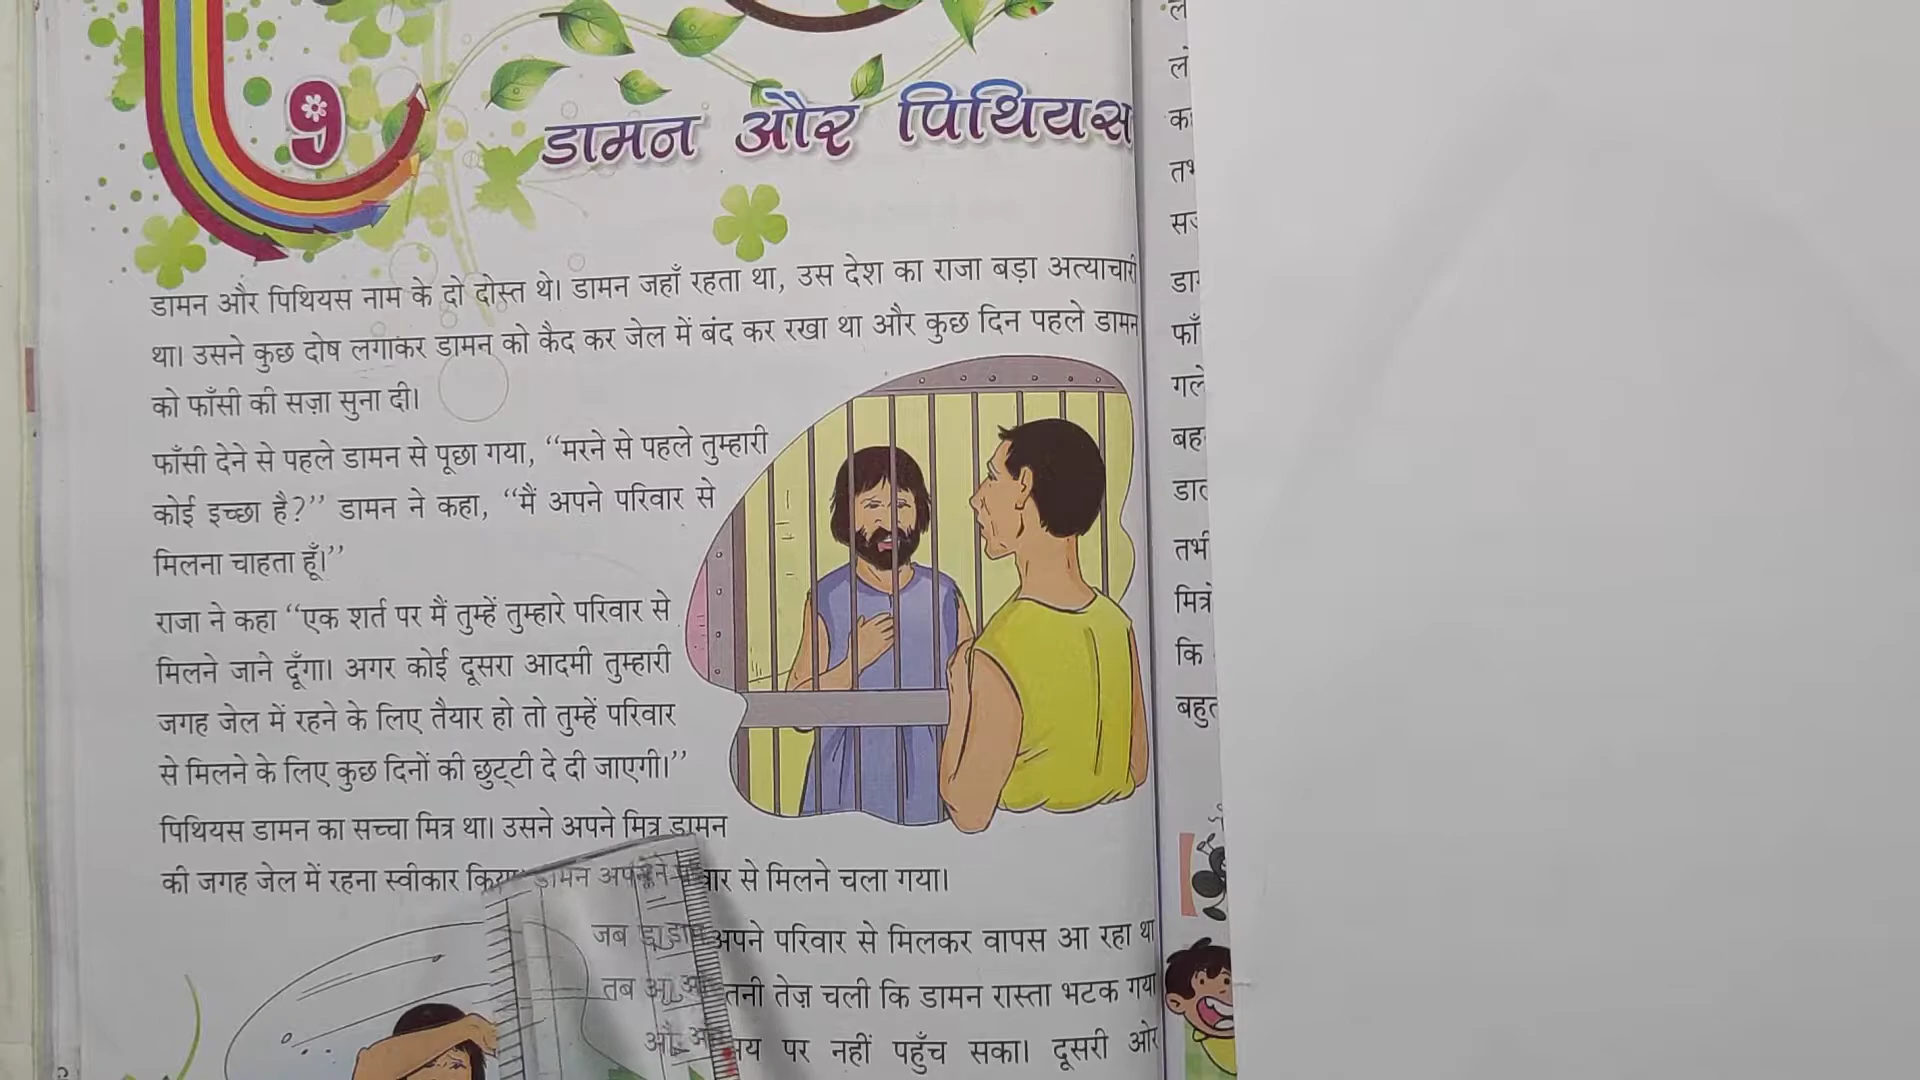 9
डामन और पिथियस
डामन और पिथियस नाम के दो दोस्त थे। डामन जहाँ रहता था, उस देश का राजा बड़ा अत्याचारी
था। उसने कुछ दोष लगाकर डामन को कैद कर जेल में बंद कर रखा था और कुछ दिन पहले डामन
को फाँसी की सज़ा सुना दी।
फाँसी देने से पहले डामन से पूछा गया, “मरने से पहले तुम्हारी
कोई इच्छा है?” डामन ने कहा, “मैं अपने परिवार से
मिलना चाहता हूँ।”
राजा ने कहा “एक शर्त पर मैं तुम्हें तुम्हारे परिवार से
मिलने जाने दूँगा। अगर कोई दूसरा आदमी तुम्हारी
जगह जेल में रहने के लिए तैयार हो तो तुम्हें परिवार
से मिलने के लिए कुछ दिनों की छुट्टी दे दी जाएगी।”
पिथियस डामन का सच्चा मित्र था। उसने अपने मित्र डामन
की जगह जेल में रहना स्वीकार डामन से मिलने चला गया।
जब अपने परिवार से मिलकर वापस आ रहा था
तब तेज़ चली कि डामन रास्ता भटक गया
पर नहीं पहुँच सका। दूसरी ओर
तभी
कि